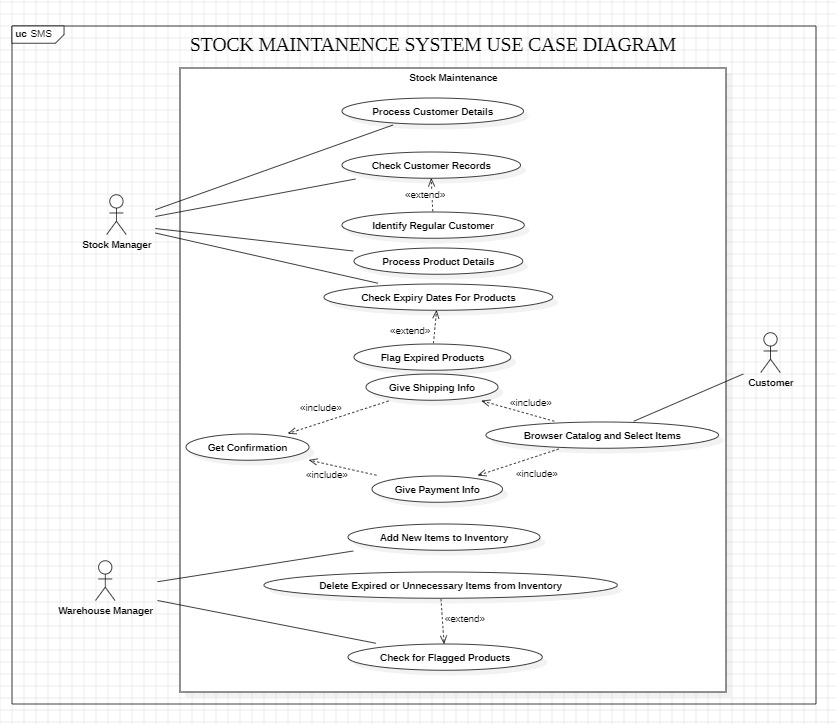 uc SMS
STOCK MAINTANENCE SYSTEM USE CASE DIAGRAM
Stock Maintenance
Process Customer Details
Check Customer Records
«extend»
Identify Regular Customer
Stock Manager
Process Product Details
Check Expiry Dates For Products
«extend»
Flag Expired Products
Customer
Give Shipping Info
«include»
«include»
Browser Catalog and Select Items
Get Confirmation
«include»
«include»
Give Payment Info
Add New Items to Inventory
Delete Expired or Unnecessary Items from Inventory
Warehouse Manager
«extend»
Check for Flagged Products